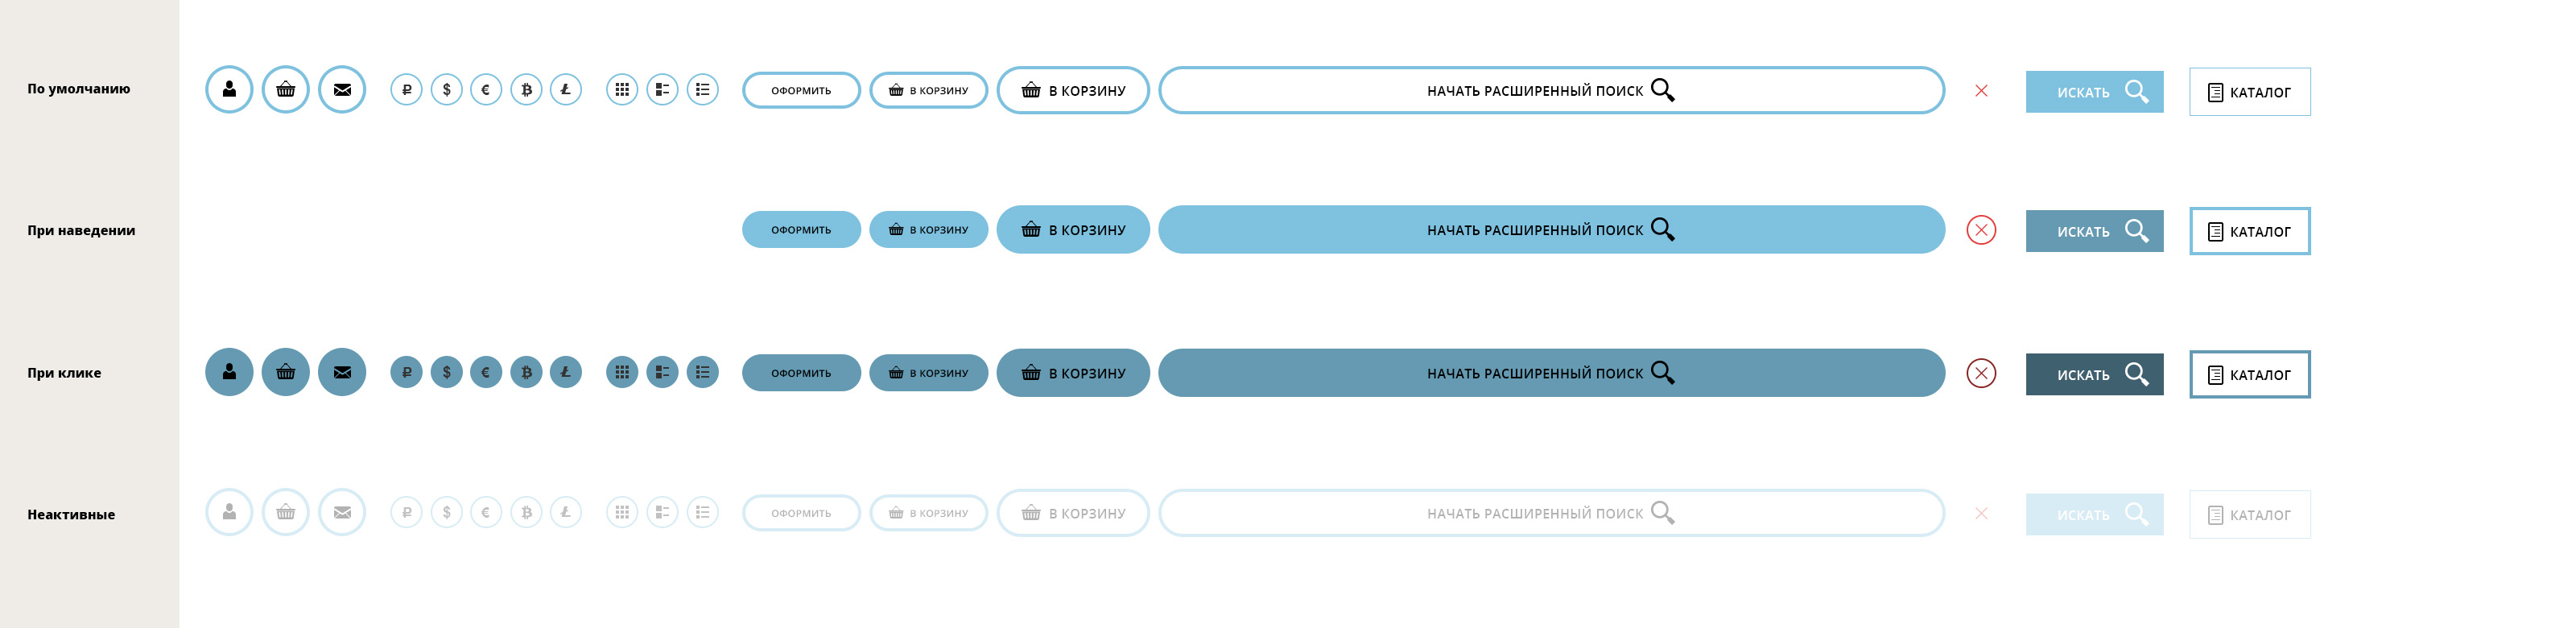 По умолчанию ₽ $ € ₿ Ł ОФОРМИТЬ В КОРЗИНУ В КОРЗИНУ НАЧАТЬ РАСШИРЕННЫЙ ПОИСК ИСКАТЬ КАТАЛОГ
При наведении ОФОРМИТЬ В КОРЗИНУ В КОРЗИНУ НАЧАТЬ РАСШИРЕННЫЙ ПОИСК ИСКАТЬ КАТАЛОГ
При клике ₽ $ € ₿ Ł ОФОРМИТЬ В КОРЗИНУ В КОРЗИНУ НАЧАТЬ РАСШИРЕННЫЙ ПОИСК ИСКАТЬ КАТАЛОГ
Неактивные ₽ $ € ₿ Ł ОФОРМИТЬ В КОРЗИНУ В КОРЗИНУ НАЧАТЬ РАСШИРЕННЫЙ ПОИСК ИСКАТЬ КАТАЛОГ